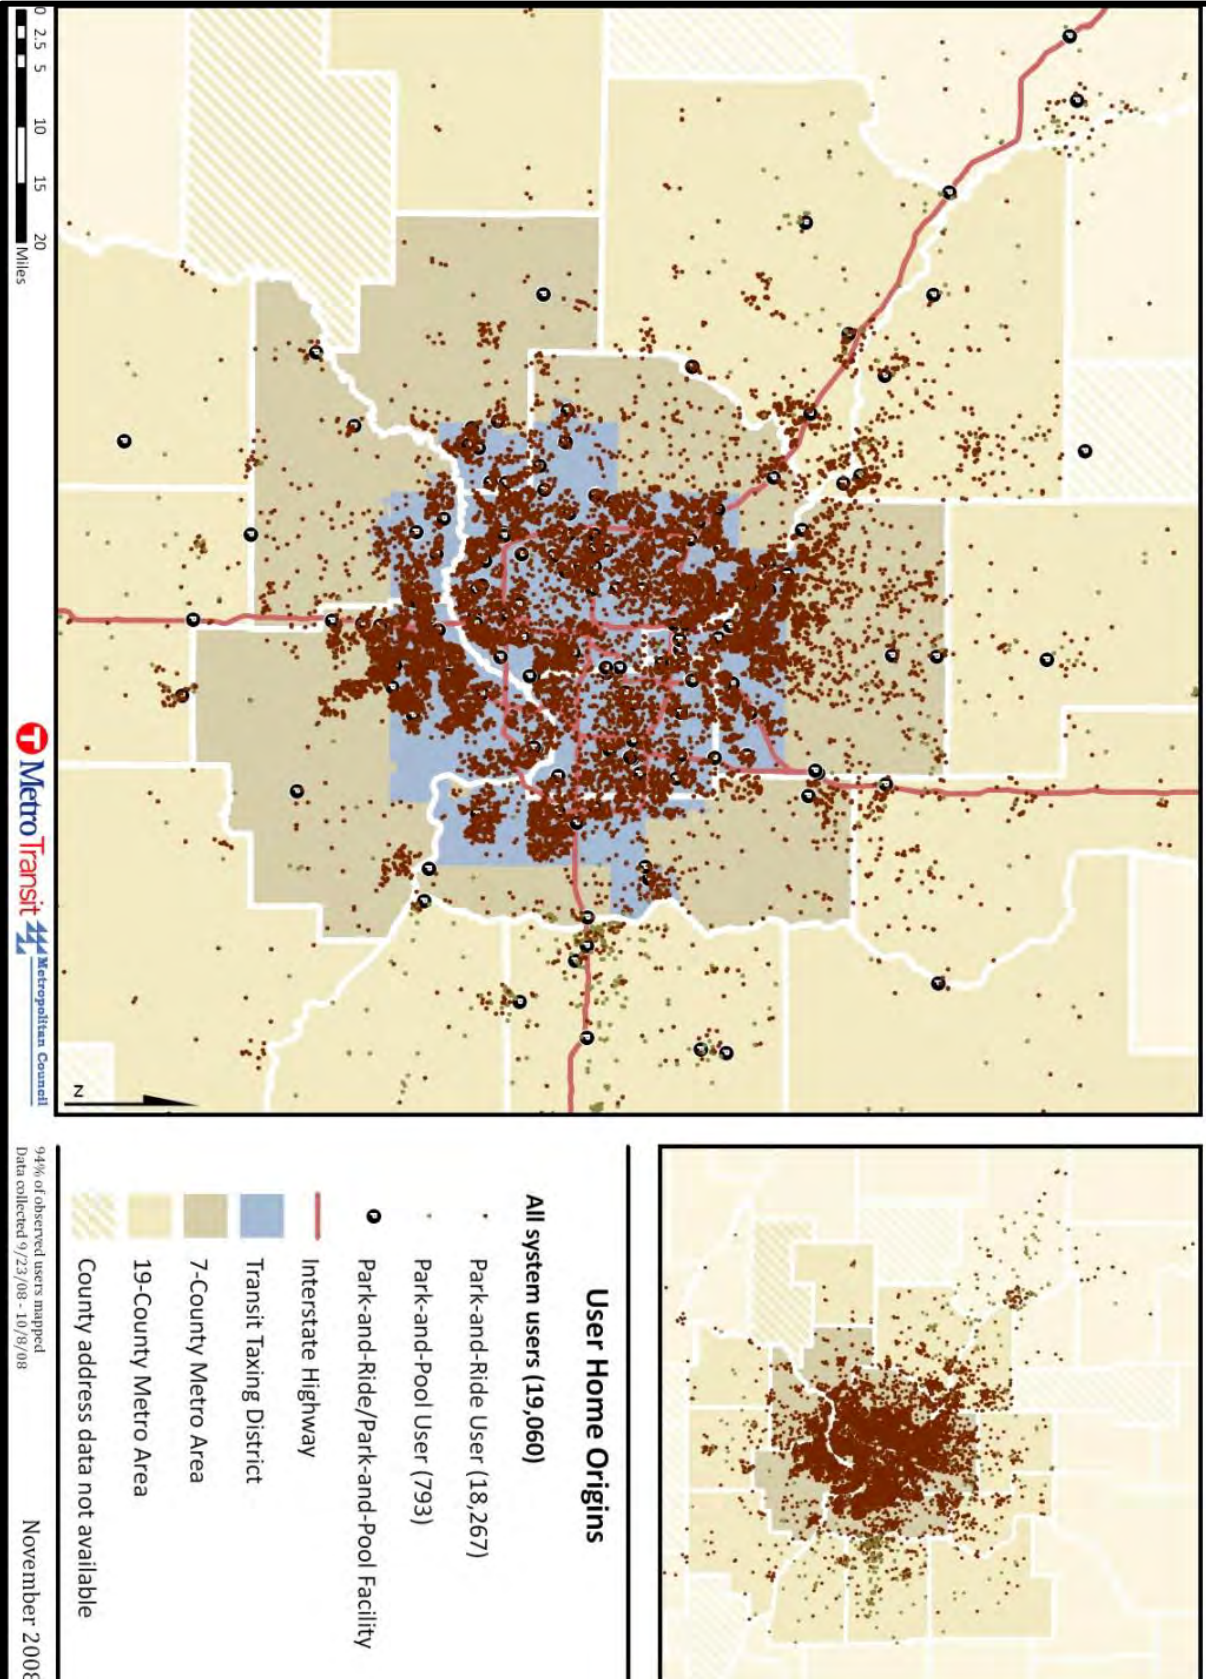 User Home Origins
All system users (19,060)
Park-and-Ride User (18,267)
Park-and-Pool User (793)
P
Park-and-Ride/Park-and-Pool Facility
Interstate Highway
Transit Taxing District
7-County Metro Area
19-County Metro Area
County address data not available
N
0 2.5 5 10 15 20
Miles
T MetroTransit
Metropolitan Council
94% of observed users mapped
Data collected 9/23/08 - 10/8/08
November 2008